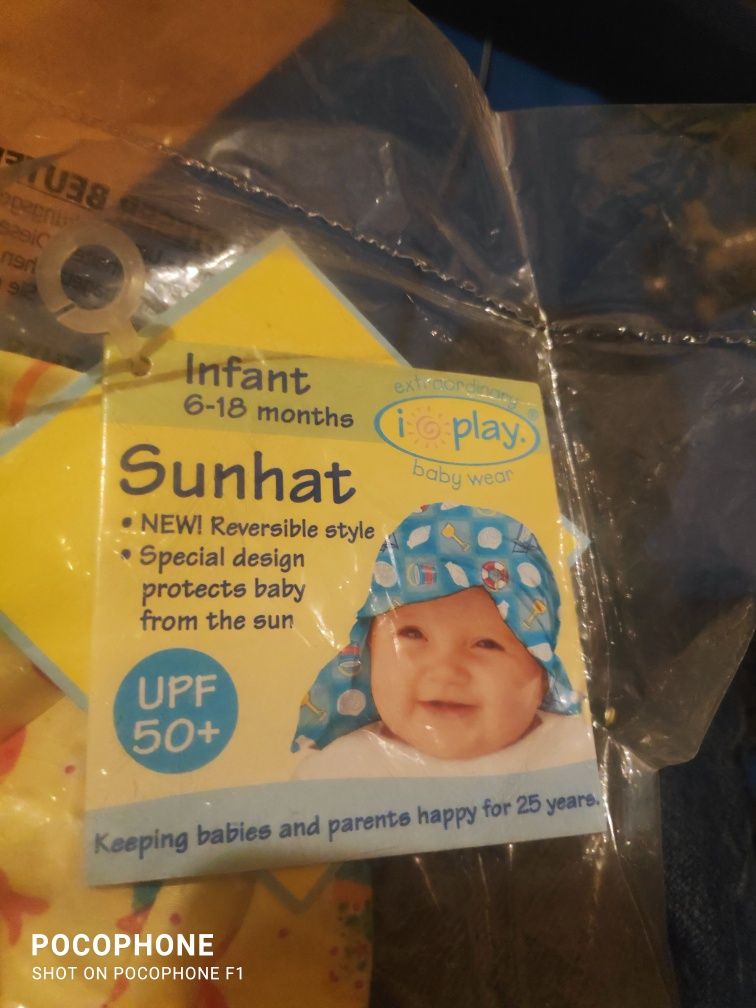 Infant
6-18 months
extraordinary
i play.®
baby wear
Sunhat
• NEW! Reversible style
• Special design
protects baby
from the sun
UPF
50+
Keeping babies and parents happy for 25 years.
POCOPHONE
SHOT ON POCOPHONE F1